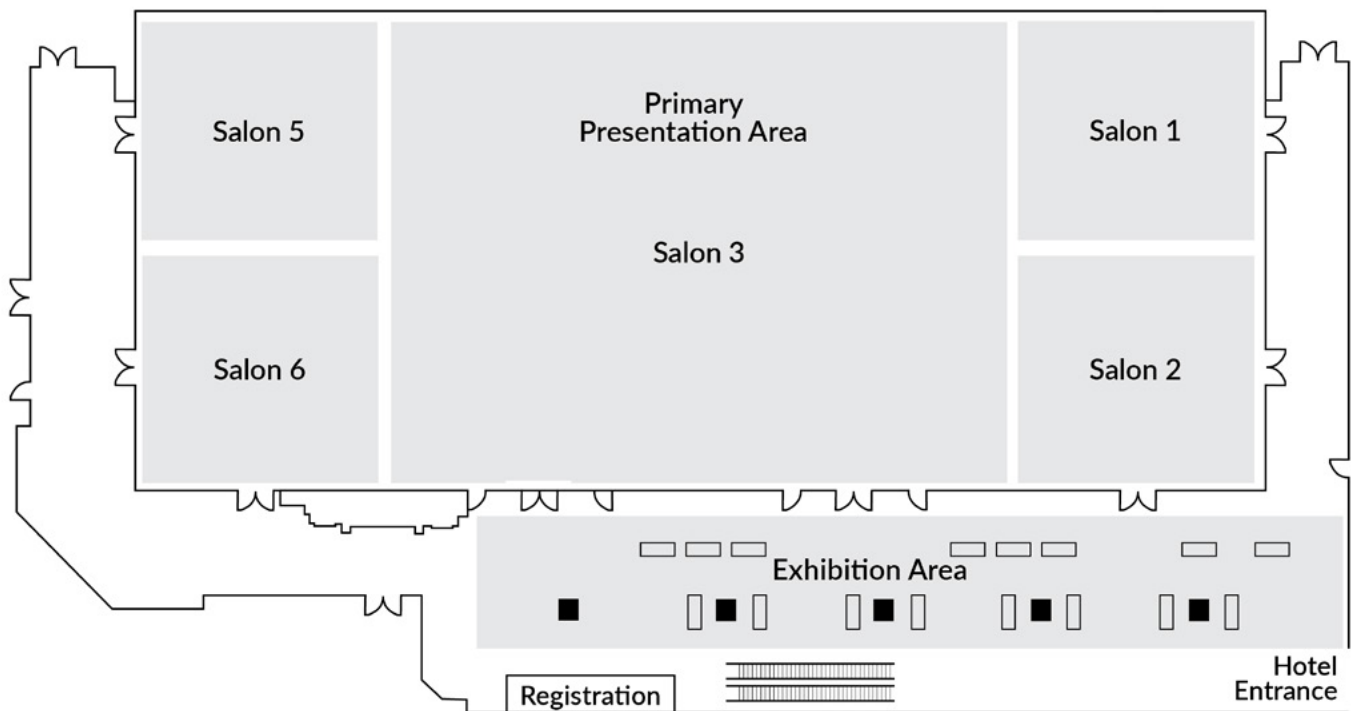 Salon 5
Primary
Presentation Area
Salon 1
Salon 3
Salon 6
Salon 2
Exhibition Area
Registration
Hotel
Entrance